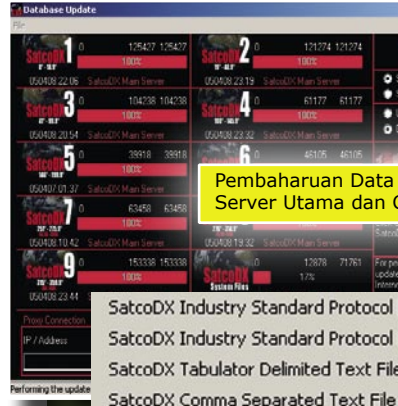 Database Update
File
SatcoDX 1 0 125427 125427
100%
050408 22.06 SatcoDX Main Server
SatcoDX 2 0 121274 121274
100%
050408 23.19 SatcoDX Main Server
SatcoDX 3 0 104238 104238
100%
050408 20.54 SatcoDX Main Server
SatcoDX 4 0 61177 61177
100%
050408 23.32 SatcoDX Main Server
SatcoDX 5 0 39918 39918
100%
050407 01.37 SatcoDX Main Server
6 0 46105 46105
Pembaharuan Data
Server Utama dan
SatcoDX 7 0 63458 63458
100%
050408 10.42 SatcoDX Main Server
100%
050408 19.32 SatcoDX Main Server
SatcoDX 9 0 153338 153338
100%
050408 23.44
SatcoDX System Files 12878 71761
17%
For
update
Proxy Connection
IP / Address
Performing the update
SatcoDX Industry Standard Protocol
SatcoDX Industry Standard Protocol
SatcoDX Tabulator Delimited Text File
SatcoDX Comma Separated Text File